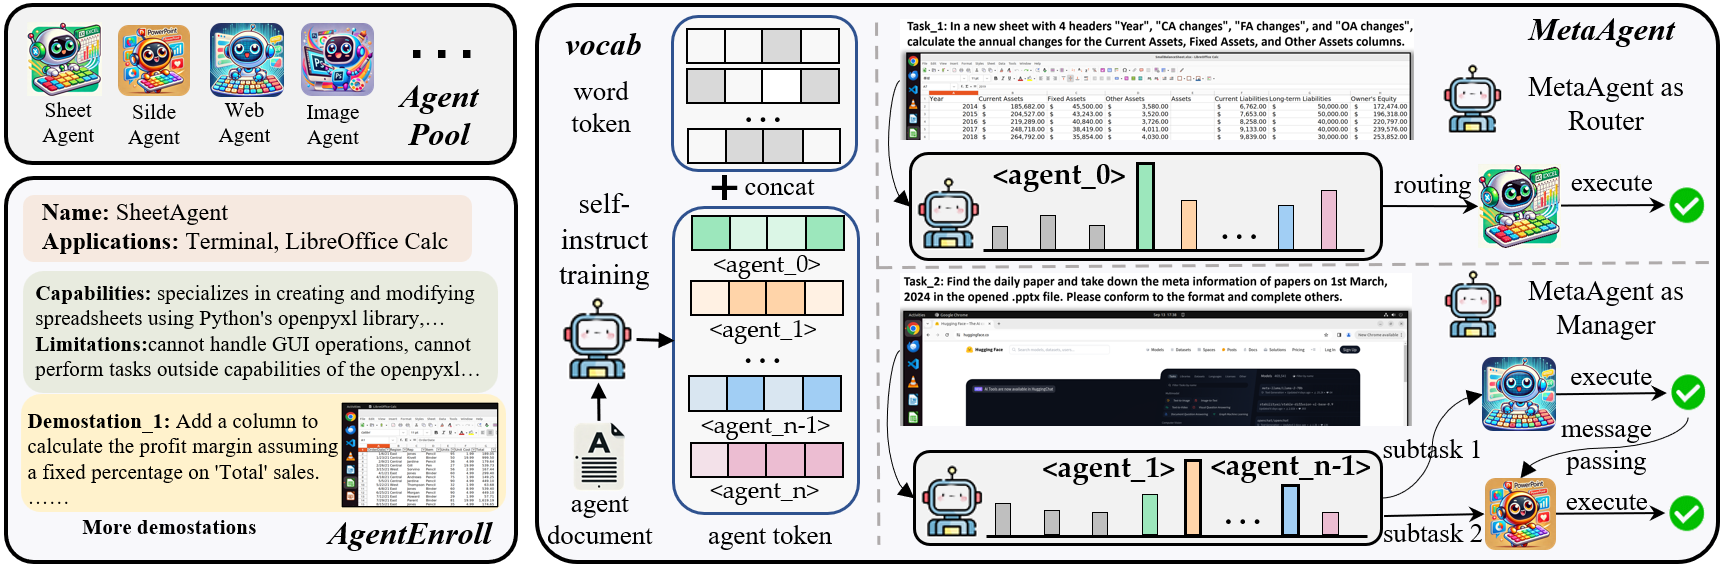 Sheet
Agent
Silde
Agent
Web
Agent
Image
Agent
...
Agent
Pool
Name: SheetAgent
Applications: Terminal, LibreOffice Calc
Capabilities: specializes in creating and modifying
spreadsheets using Python's openpyxl library,...
Limitations:cannot handle GUI operations, cannot
perform tasks outside capabilities of the openpyxl...
Demostation_1: Add a column to
calculate the profit margin assuming
a fixed percentage on 'Total' sales.
......
More demostations
AgentEnroll
vocab
word
token
...
+ concat
self-
instruct
training
<agent_0>
<agent_1>
...
<agent_n-1>
<agent_n>
agent token
A
agent
document
Task_1: In a new sheet with 4 headers "Year", "CA changes", "FA changes", and "OA changes",
calculate the annual changes for the Current Assets, Fixed Assets, and Other Assets columns.
Year Current Assets Fixed Assets Other Assets Assets Current Liabilities Long-term Liabilities Owner's Equity
2014 $ 185,682.00 $ 45,500.00 $ 3,580.00 $ 6,762.00 $ 50,000.00 $ 172,474.00
2015 $ 204,527.00 $ 43,243.00 $ 3,520.00 $ 7,653.00 $ 50,000.00 $ 196,318.00
2016 $ 219,289.00 $ 40,840.00 $ 3,726.00 $ 8,258.00 $ 40,000.00 $ 220,797.00
2017 $ 248,718.00 $ 38,419.00 $ 4,011.00 $ 9,133.00 $ 40,000.00 $ 239,576.00
2018 $ 264,792.00 $ 35,854.00 $ 4,030.00 $ 9,839.00 $ 30,000.00 $ 253,852.00
MetaAgent
MetaAgent as
Router
<agent_0>
...
routing
execute
Task_2: Find the daily paper and take down the meta information of papers on 1st March,
2024 in the opened .pptx file. Please conform to the format and complete others.
Hugging Face
MetaAgent as
Manager
<agent_1>
<agent_n-1>
...
subtask 1
execute
message
passing
subtask 2
PowerPoint
execute